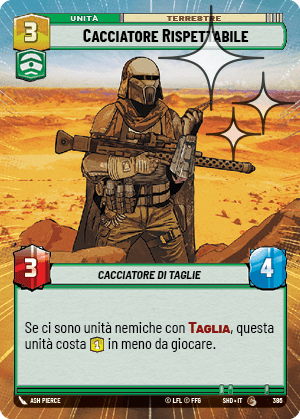 UNITÀ
TERRESTRE
3
CACCIATORE RISPETTABILE
3
CACCIATORE DI TAGLIE
4
Se ci sono unità nemiche con TAGLIA, questa
unità costa 1 in meno da giocare.
ASH PIERCE
© LFL © FFG
SHD • IT
386